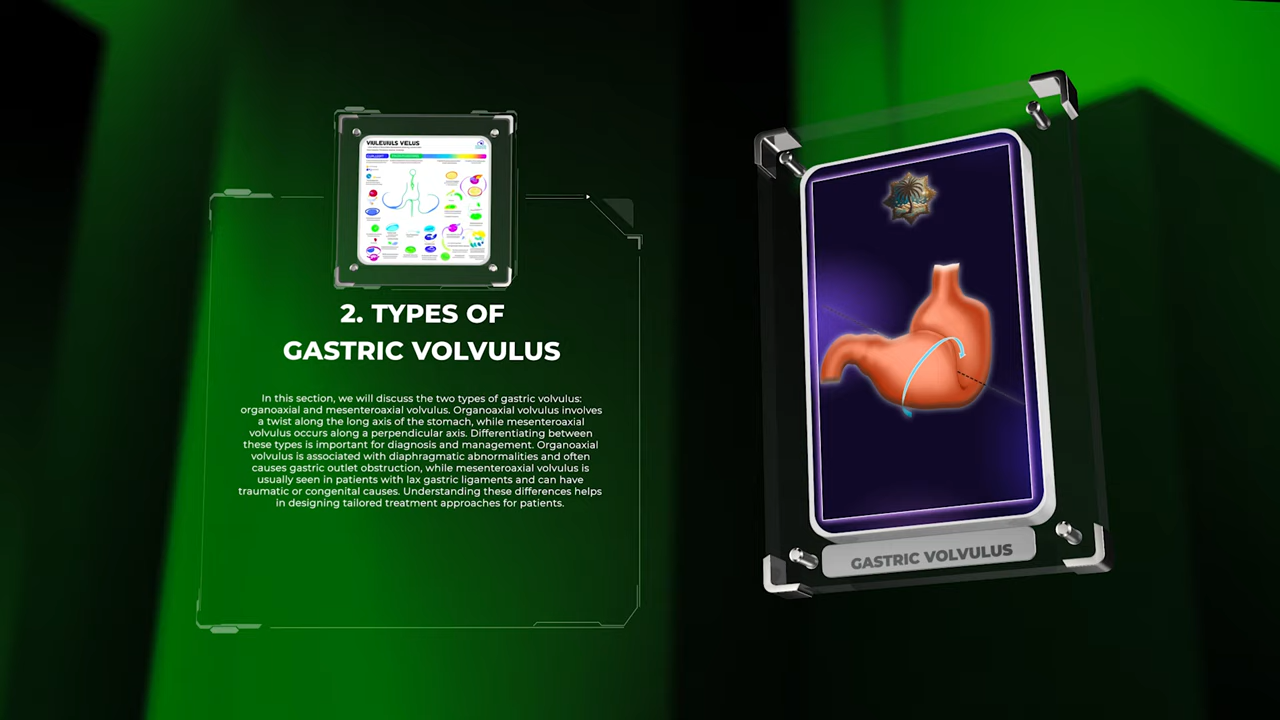 VIULEVIULS VELUS
2. TYPES OF
GASTRIC VOLVULUS
In this section, we will discuss the two types of gastric volvulus:
organoaxial and mesenteroaxial volvulus. Organoaxial volvulus involves
a twist along the long axis of the stomach, while mesenteroaxial
volvulus occurs along a perpendicular axis. Differentiating between
these types is important for diagnosis and management. Organoaxial
volvulus is associated with diaphragmatic abnormalities and often
causes gastric outlet obstruction, while mesenteroaxial volvulus is
usually seen in patients with lax gastric ligaments and can have
traumatic or congenital causes. Understanding these differences helps
in designing tailored treatment approaches for patients.
GASTRIC VOLVULUS